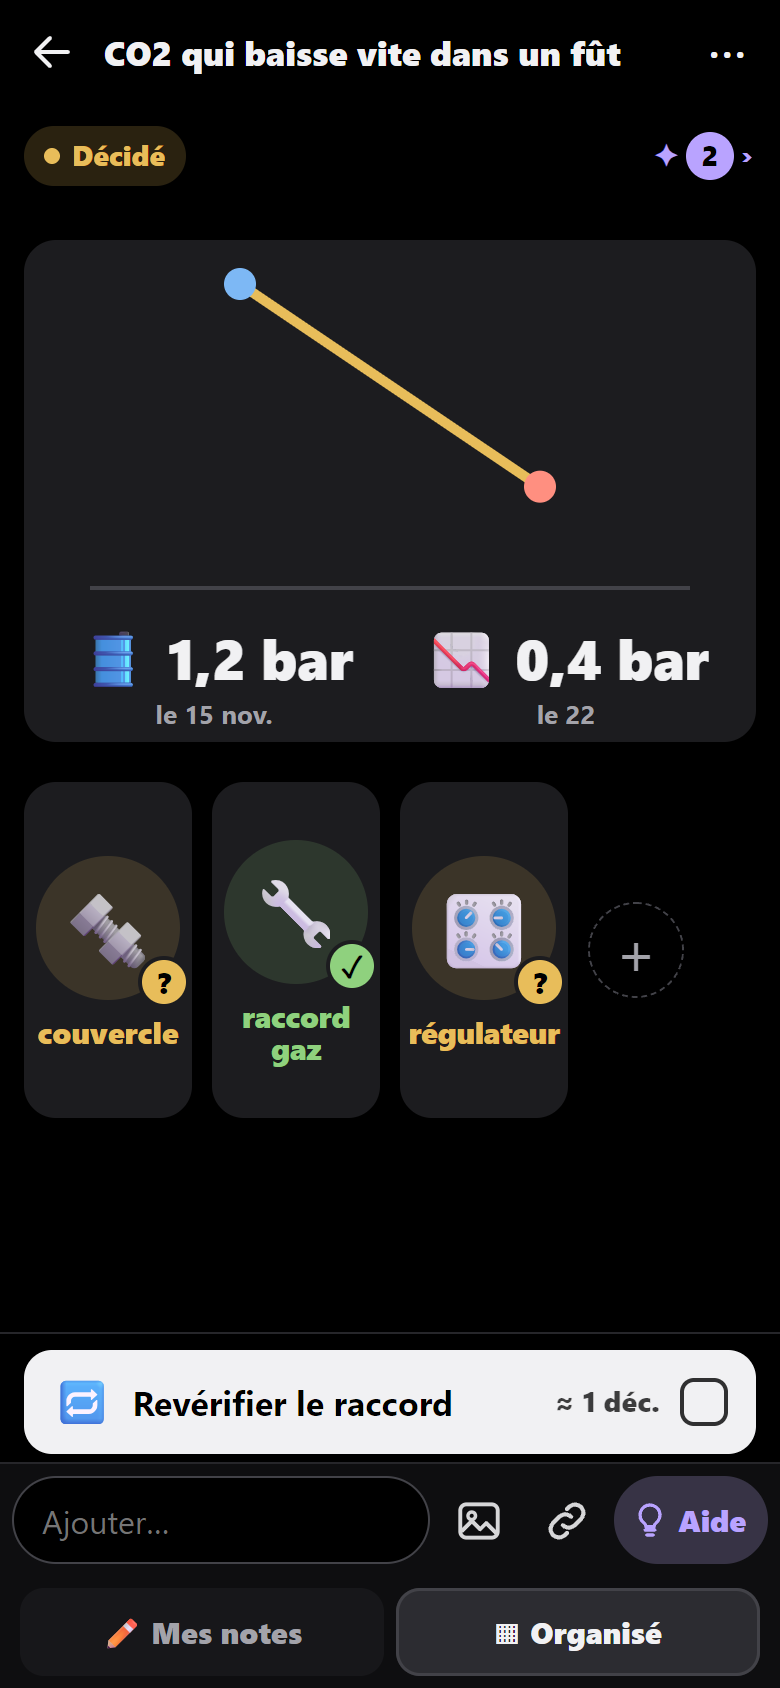 CO2 qui baisse vite dans un fût
Décidé
2
1,2 bar
0,4 bar
le 15 nov.
le 22
?
✓
?
couvercle
raccord
gaz
régulateur
+
Revérifier le raccord
≈ 1 déc.
Ajouter...
Aide
Mes notes
Organisé